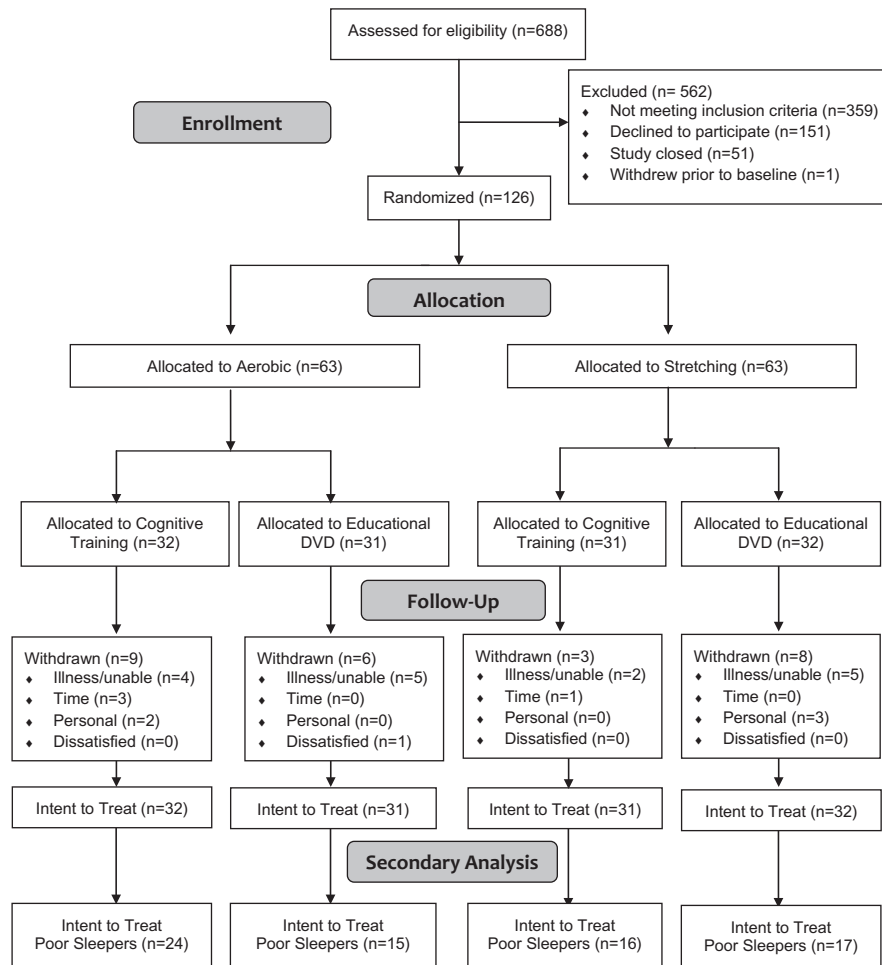 Assessed for eligibility (n=688)
Excluded (n= 562)
♦ Not meeting inclusion criteria (n=359)
♦ Declined to participate (n=151)
♦ Study closed (n=51)
♦ Withdrew prior to baseline (n=1)
Enrollment
Randomized (n=126)
Allocation
Allocated to Aerobic (n=63)
Allocated to Stretching (n=63)
Allocated to Cognitive
Training (n=32)
Allocated to Educational
DVD (n=31)
Allocated to Cognitive
Training (n=31)
Allocated to Educational
DVD (n=32)
Follow-Up
Withdrawn (n=9)
♦ Illness/unable (n=4)
♦ Time (n=3)
♦ Personal (n=2)
♦ Dissatisfied (n=0)
Withdrawn (n=6)
♦ Illness/unable (n=5)
♦ Time (n=0)
♦ Personal (n=0)
♦ Dissatisfied (n=1)
Withdrawn (n=3)
♦ Illness/unable (n=2)
♦ Time (n=1)
♦ Personal (n=0)
♦ Dissatisfied (n=0)
Withdrawn (n=8)
♦ Illness/unable (n=5)
♦ Time (n=0)
♦ Personal (n=3)
♦ Dissatisfied (n=0)
Intent to Treat (n=32)
Intent to Treat (n=31)
Intent to Treat (n=31)
Intent to Treat (n=32)
Secondary Analysis
Intent to Treat
Poor Sleepers (n=24)
Intent to Treat
Poor Sleepers (n=15)
Intent to Treat
Poor Sleepers (n=16)
Intent to Treat
Poor Sleepers (n=17)